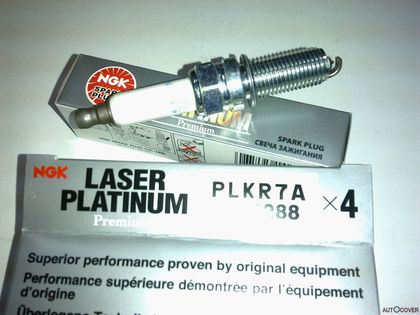 NGK
SPARK
PLUG
Premium
SPARK PLUG
СВЕЧА ЗАЖИГАНИЯ
NGK
LASER
PLATINUM
Premium
PLKR7A
×4
Superior performance proven by original equipment
Performance supérieure démontrée par l'équipement
d'origine
AUTOCOVER